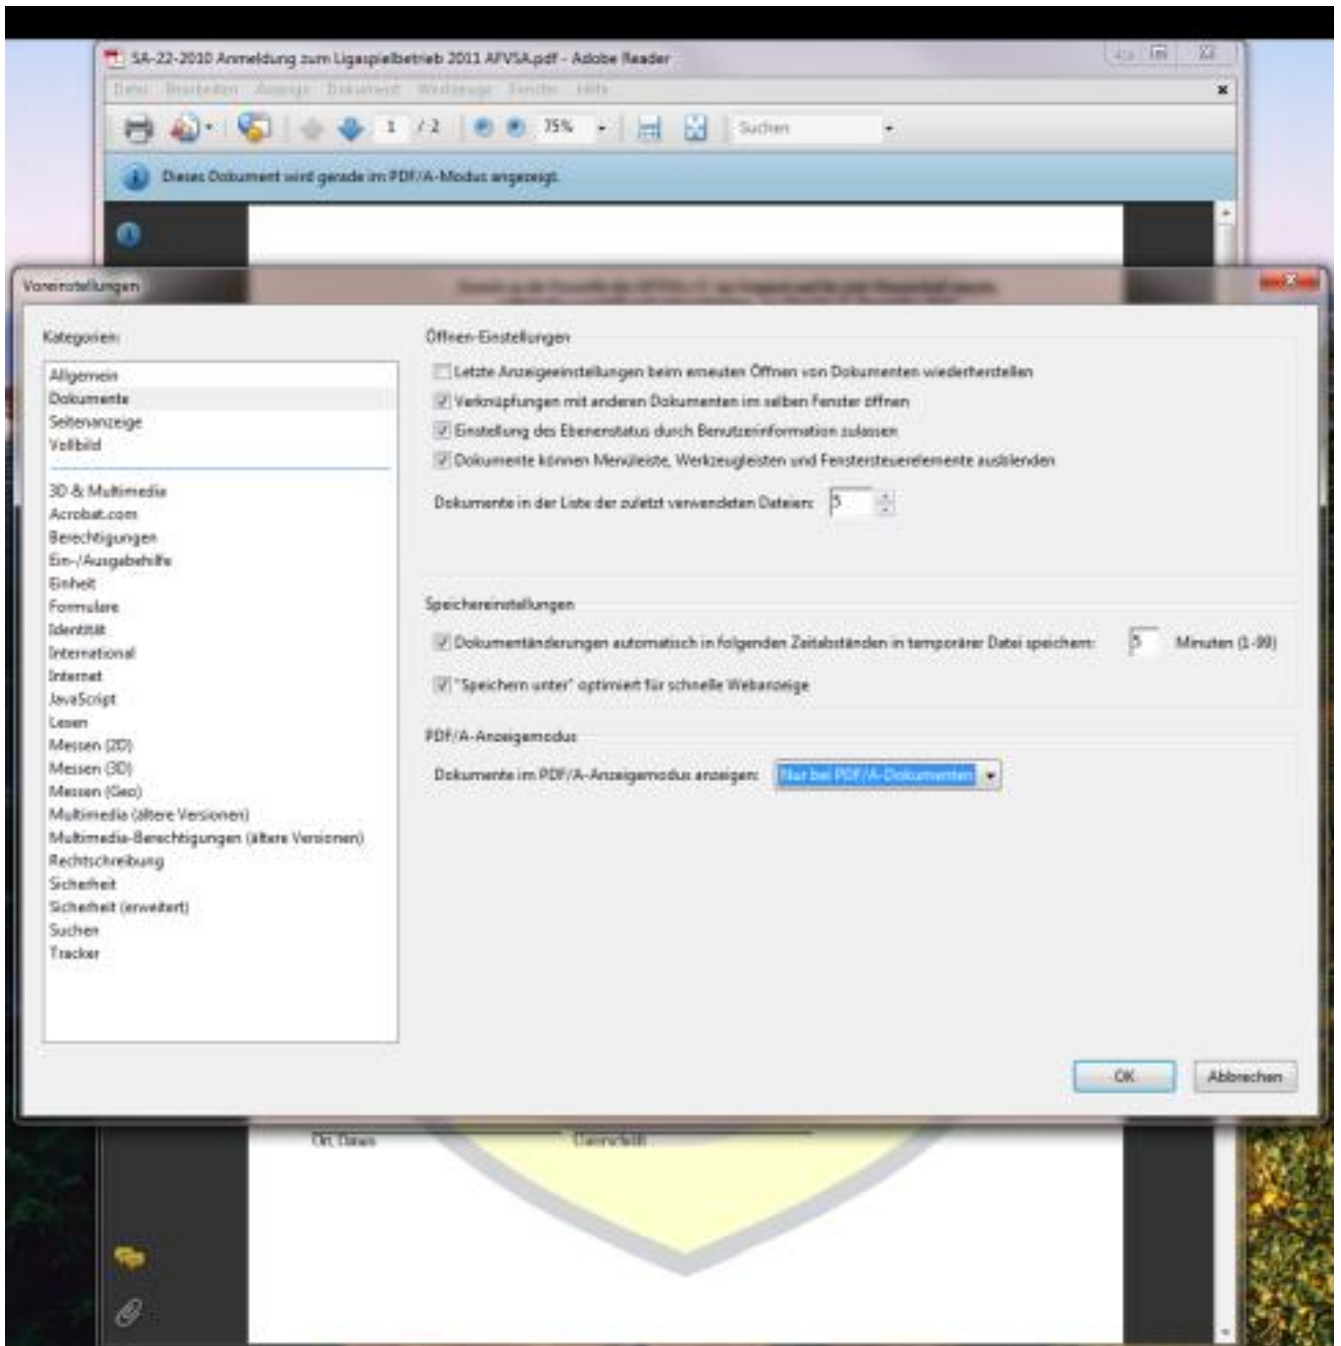 SA-22-2010 Anmeldung zum Ligaspielbetrieb 2011 AFVSA.pdf - Adobe Reader
Datei Bearbeiten Anzeige Dokument Werkzeuge Fenster Hilfe
1 / 2 75% Suchen
Dieses Dokument wird gerade im PDF/A-Modus angezeigt.
Voreinstellungen
Kategorien:
Allgemein
Dokumente
Seitenanzeige
Vollbild
3D & Multimedia
Acrobat.com
Berechtigungen
Ein-/Ausgabehilfe
Einheit
Formulare
Identität
International
Internet
JavaScript
Lesen
Messen (2D)
Messen (3D)
Messen (Geo)
Multimedia (ältere Versionen)
Multimedia-Berechtigungen (ältere Versionen)
Rechtschreibung
Sicherheit
Sicherheit (erweitert)
Suchen
Tracker
Öffnen-Einstellungen
Letzte Anzeigeeinstellungen beim erneuten Öffnen von Dokumenten wiederherstellen
Verknüpfungen mit anderen Dokumenten im selben Fenster öffnen
Einstellung des Ebenenstatus durch Benutzerinformation zulassen
Dokumente können Menüleiste, Werkzeugleisten und Fenstersteuerelemente ausblenden
Dokumente in der Liste der zuletzt verwendeten Dateien: 5
Speichereinstellungen
Dokumentänderungen automatisch in folgenden Zeitabständen in temporärer Datei speichern: 5 Minuten (1-99)
"Speichern unter" optimiert für schnelle Webanzeige
PDF/A-Anzeigemodus
Dokumente im PDF/A-Anzeigemodus anzeigen: Nur bei PDF/A-Dokumenten
OK Abbrechen
Ort, Datum Unterschrift